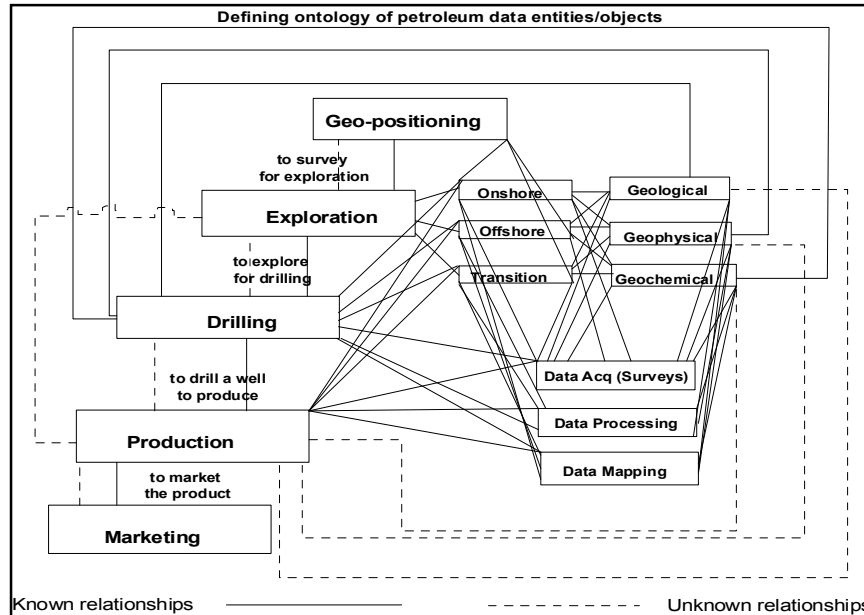 Defining ontology of petroleum data entities/objects
Geo-positioning
to survey
for exploration
Exploration
Onshore
Geological
Offshore
Geophysical
to explore
for drilling
Transition
Geochemical
Drilling
to drill a well
to produce
Data Acq (Surveys)
Production
Data Processing
to market
the product
Data Mapping
Marketing
Known relationships
Unknown relationships